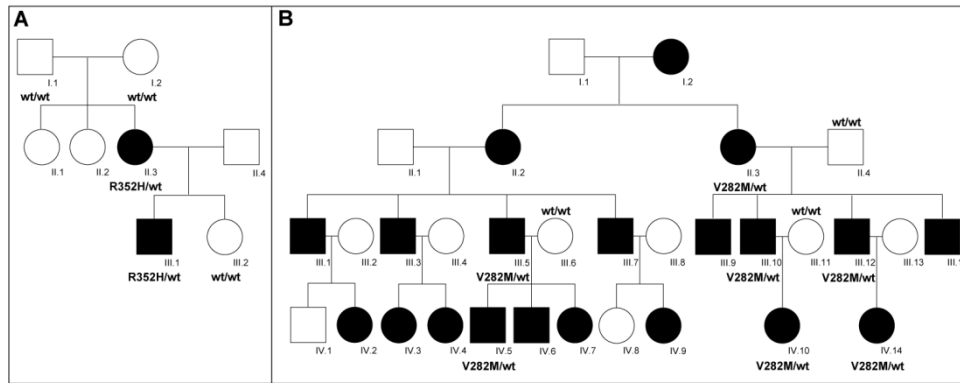 A
B
I.1
I.2
wt/wt
wt/wt
II.1
II.2
II.3
II.4
R352H/wt
III.1
III.2
R352H/wt
wt/wt
I.1
I.2
wt/wt
II.1
II.2
II.3
II.4
V282M/wt
wt/wt
wt/wt
III.1
III.2
III.3
III.4
III.5
III.6
III.7
III.8
III.9
III.10
III.11
III.12
III.13
III.1
V282M/wt
V282M/wt
V282M/wt
IV.1
IV.2
IV.3
IV.4
IV.5
IV.6
IV.7
IV.8
IV.9
IV.10
IV.14
V282M/wt
V282M/wt
V282M/wt